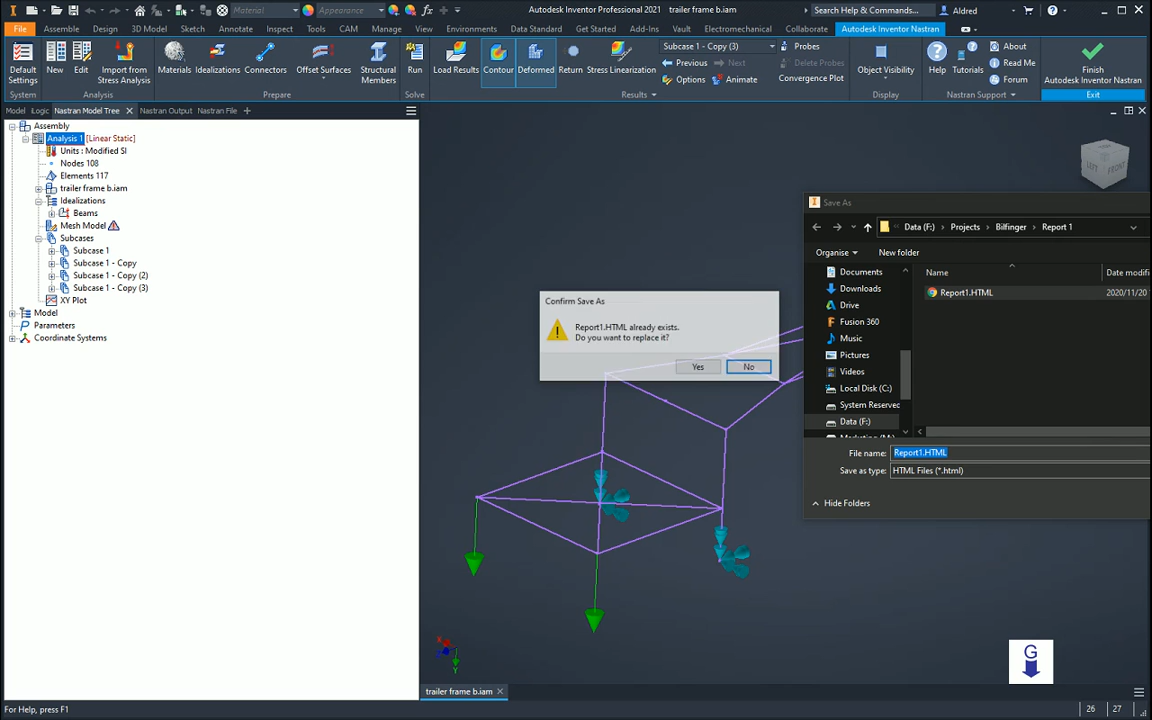 Material
Appearance
Autodesk Inventor Professional 2021
trailer frame b.iam
Search Help & Commands...
Aldred
File
Assemble
Design
3D Model
Sketch
Annotate
Inspect
Tools
CAM
Manage
View
Environments
Data Standard
Get Started
Add-Ins
Vault
Electromechanical
Collaborate
Autodesk Inventor Nastran
Default Settings
New
Edit
Import from Stress Analysis
Materials
Idealizations
Connectors
Offset Surfaces
Structural Members
Run
Load Results
Contour
Deformed
Return
Stress Linearization
Subcase 1 - Copy (3)
Previous
Next
Options
Animate
Probes
Delete Probes
Convergence Plot
Object Visibility
Help
Tutorials
About
Read Me
Forum
Finish Autodesk Inventor Nastran
System
Analysis
Prepare
Solve
Results
Display
Nastran Support
Exit
Model
iLogic
Nastran Model Tree
Nastran Output
Nastran File
Assembly
Analysis 1 [Linear Static]
Units : Modified SI
Nodes 108
Elements 117
trailer frame b.iam
Idealizations
Beams
Mesh Model
Subcases
Subcase 1
Subcase 1 - Copy
Subcase 1 - Copy (2)
Subcase 1 - Copy (3)
XY Plot
Model
Parameters
Coordinate Systems
FRONT
Confirm Save As
Report1.HTML already exists.
Do you want to replace it?
Yes
No
Save As
Data (F:)
Projects
Bilfinger
Report 1
Organise
New folder
Documents
Downloads
Drive
Fusion 360
Music
Pictures
Videos
Local Disk (C:)
System Reserved
Data (F:)
Name
Date modifi
Report1.HTML
2020/11/20
File name:
Report1.HTML
Save as type:
HTML Files (*.html)
Hide Folders
G
X
Y
trailer frame b.iam
For Help, press F1
26
27